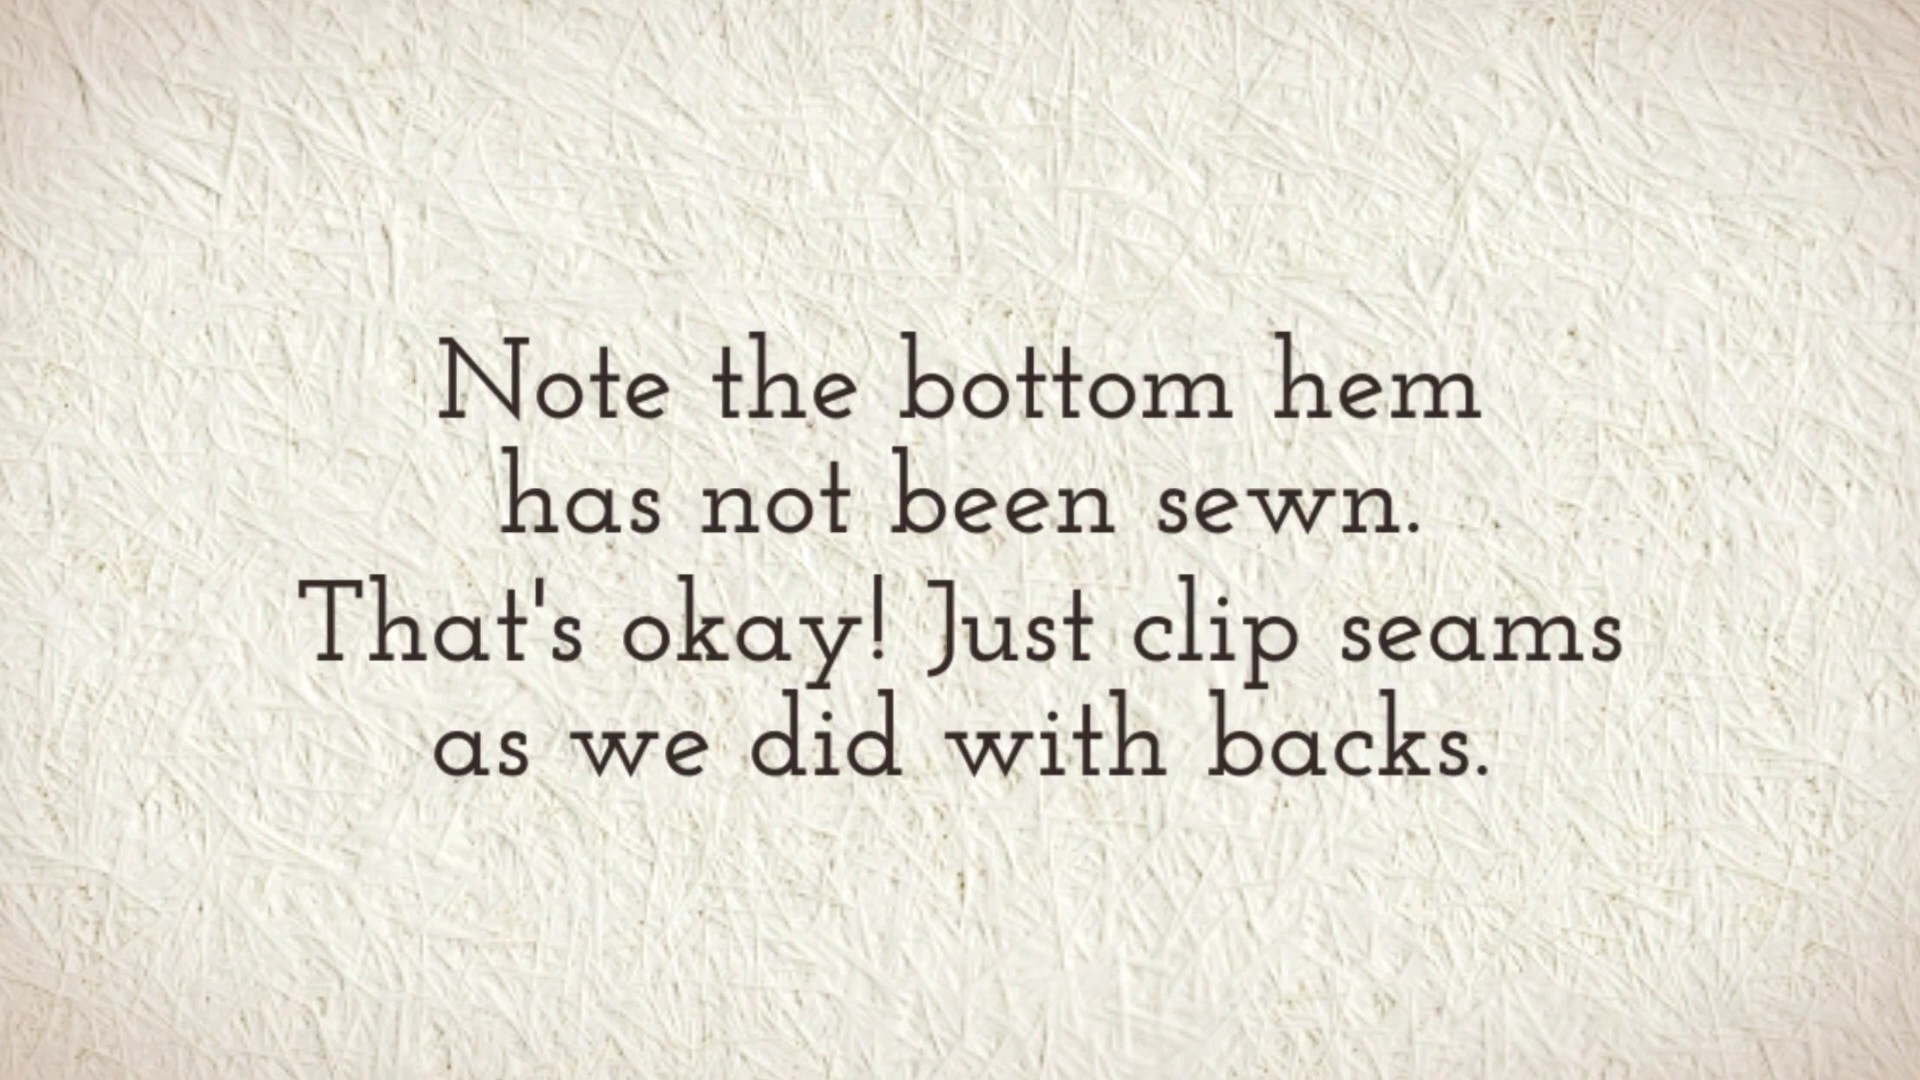 Note the bottom hem
has not been sewn.
That's okay! Just clip seams
as we did with backs.